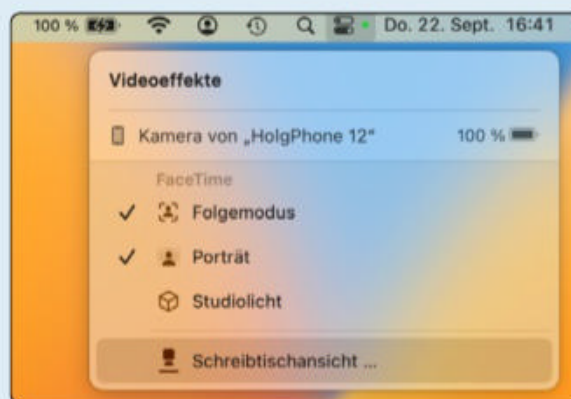 100 % Do. 22. Sept. 16:41
Videoeffekte
Kamera von „HolgPhone 12“ 100 %
FaceTime
Folgemodus
Porträt
Studiolicht
Schreibtischansicht ...